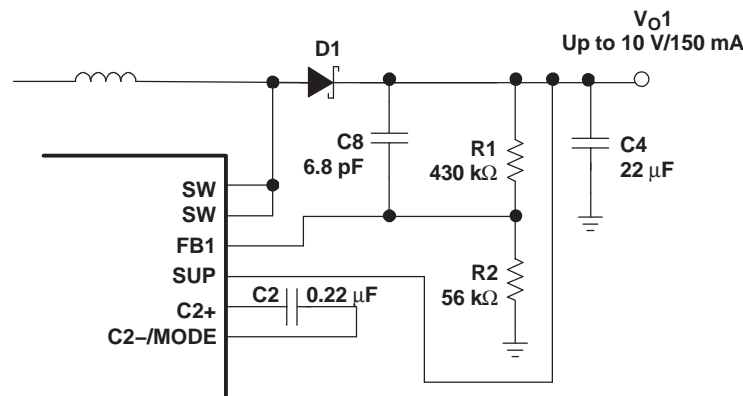 V_O1
Up to 10 V/150 mA
D1
C8
6.8 pF
R1
430 kΩ
C4
22 µF
SW
SW
FB1
SUP
C2+
C2–/MODE
C2
0.22 µF
R2
56 kΩ